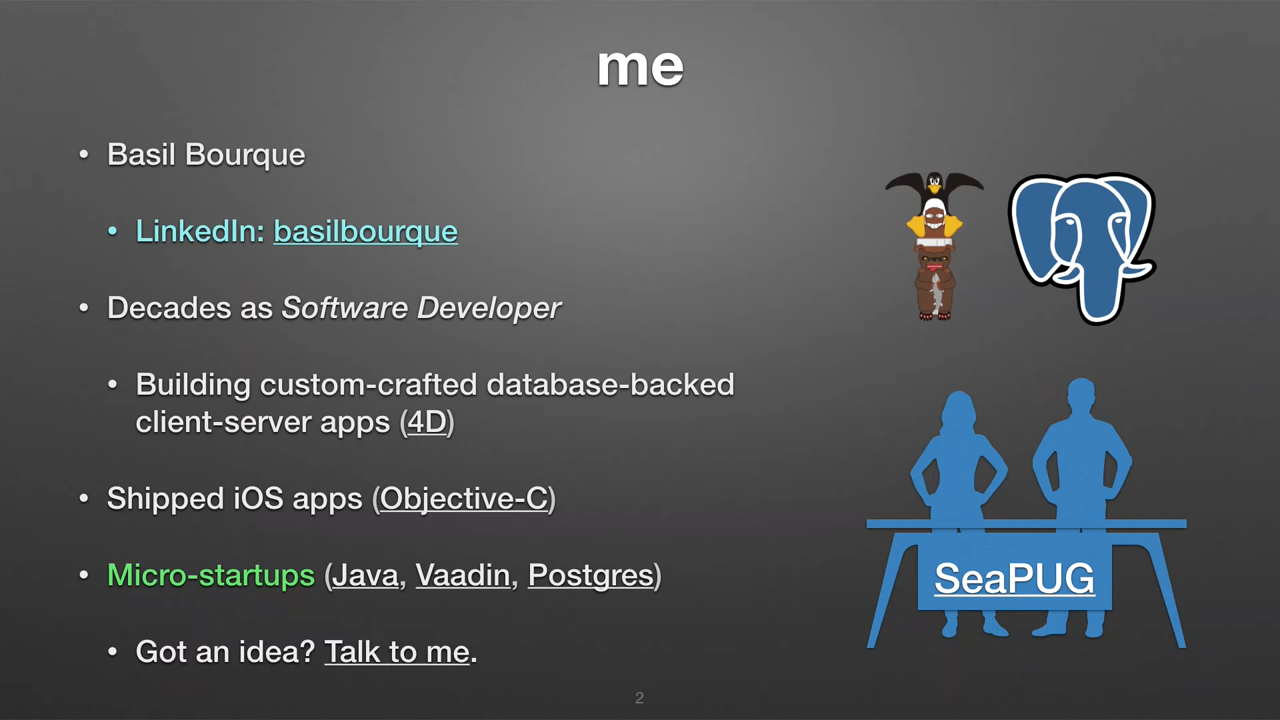 me
• Basil Bourque
• LinkedIn: basilbourque
• Decades as Software Developer
• Building custom-crafted database-backed
client-server apps (4D)
• Shipped iOS apps (Objective-C)
• Micro-startups (Java, Vaadin, Postgres)
• Got an idea? Talk to me.
SeaPUG
2